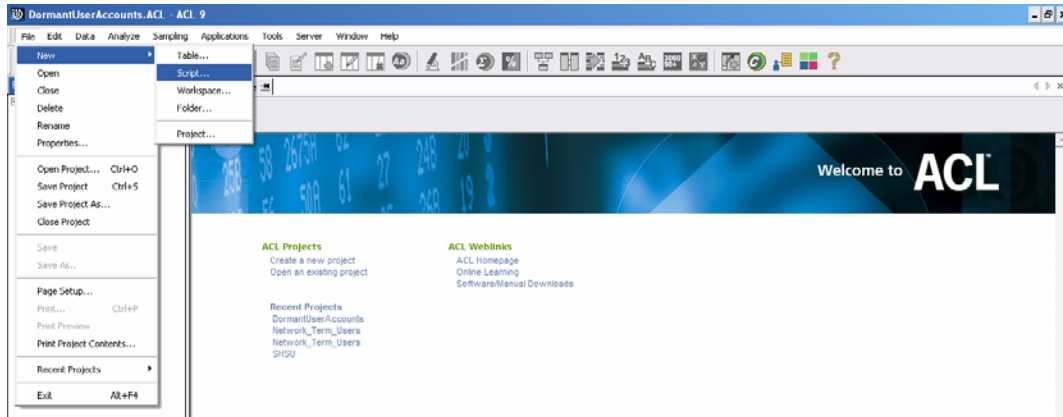 DormantUserAccounts.ACL - ACL 9
File Edit Data Analyze Sampling Applications Tools Server Window Help
New
Open
Close
Delete
Rename
Properties...
Open Project... Ctrl+O
Save Project Ctrl+S
Save Project As...
Close Project
Save
Save As...
Page Setup...
Print... Ctrl+P
Print Preview
Print Project Contents...
Recent Projects
Exit Alt+F4
Table...
Script...
Workspace...
Folder...
Project...
Welcome to ACL
ACL Projects
Create a new project
Open an existing project
Recent Projects
DormantUserAccounts
Network_Term_Users
Network_Term_Users
SHSU
ACL Weblinks
ACL Homepage
Online Learning
Software/Manual Downloads